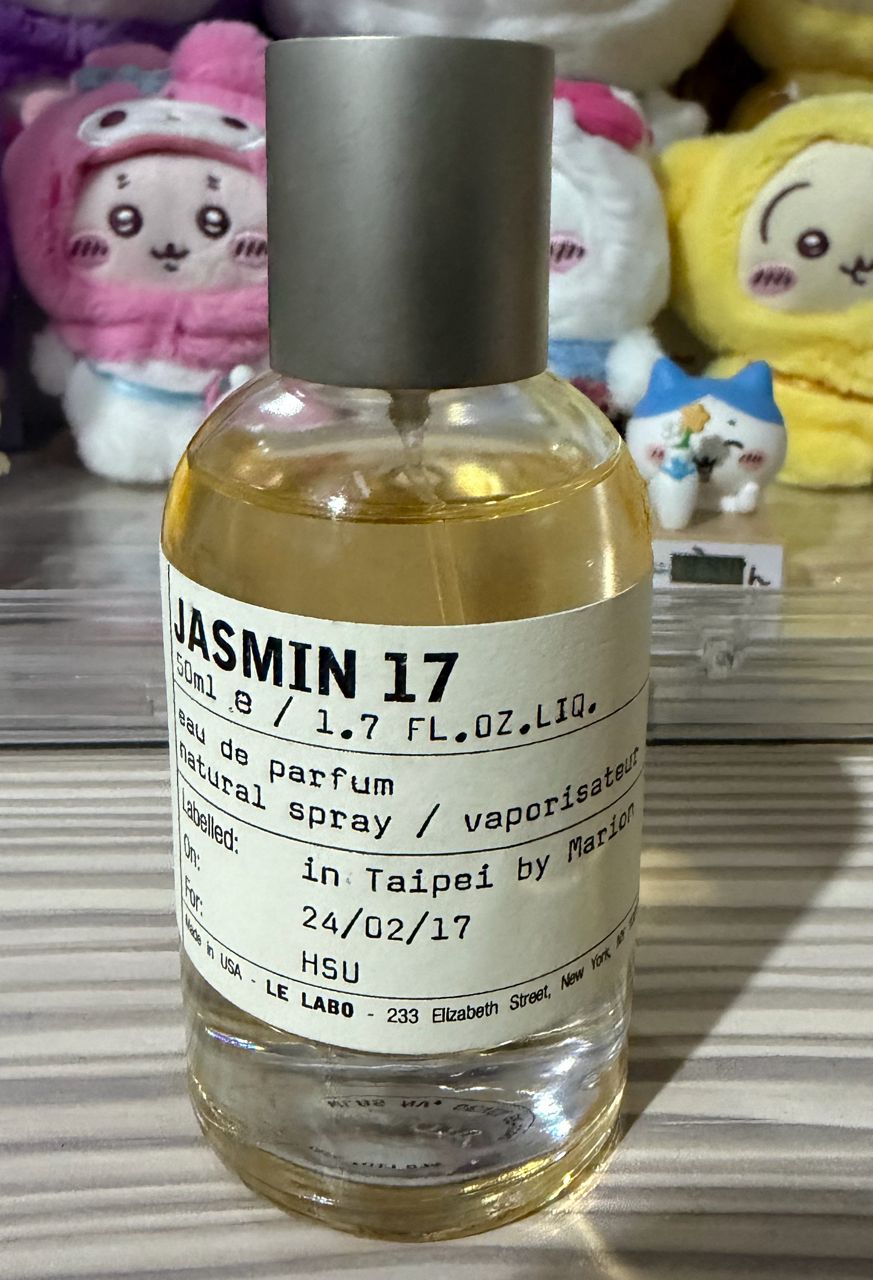 JASMIN 17
50ml ℮ / 1.7 FL.OZ.LIQ.
eau de parfum
natural spray / vaporisateur
Labelled: in Taipei by Marion
On: 24/02/17
For: HSU
Made in USA - LE LABO - 233 Elizabeth Street, New York,